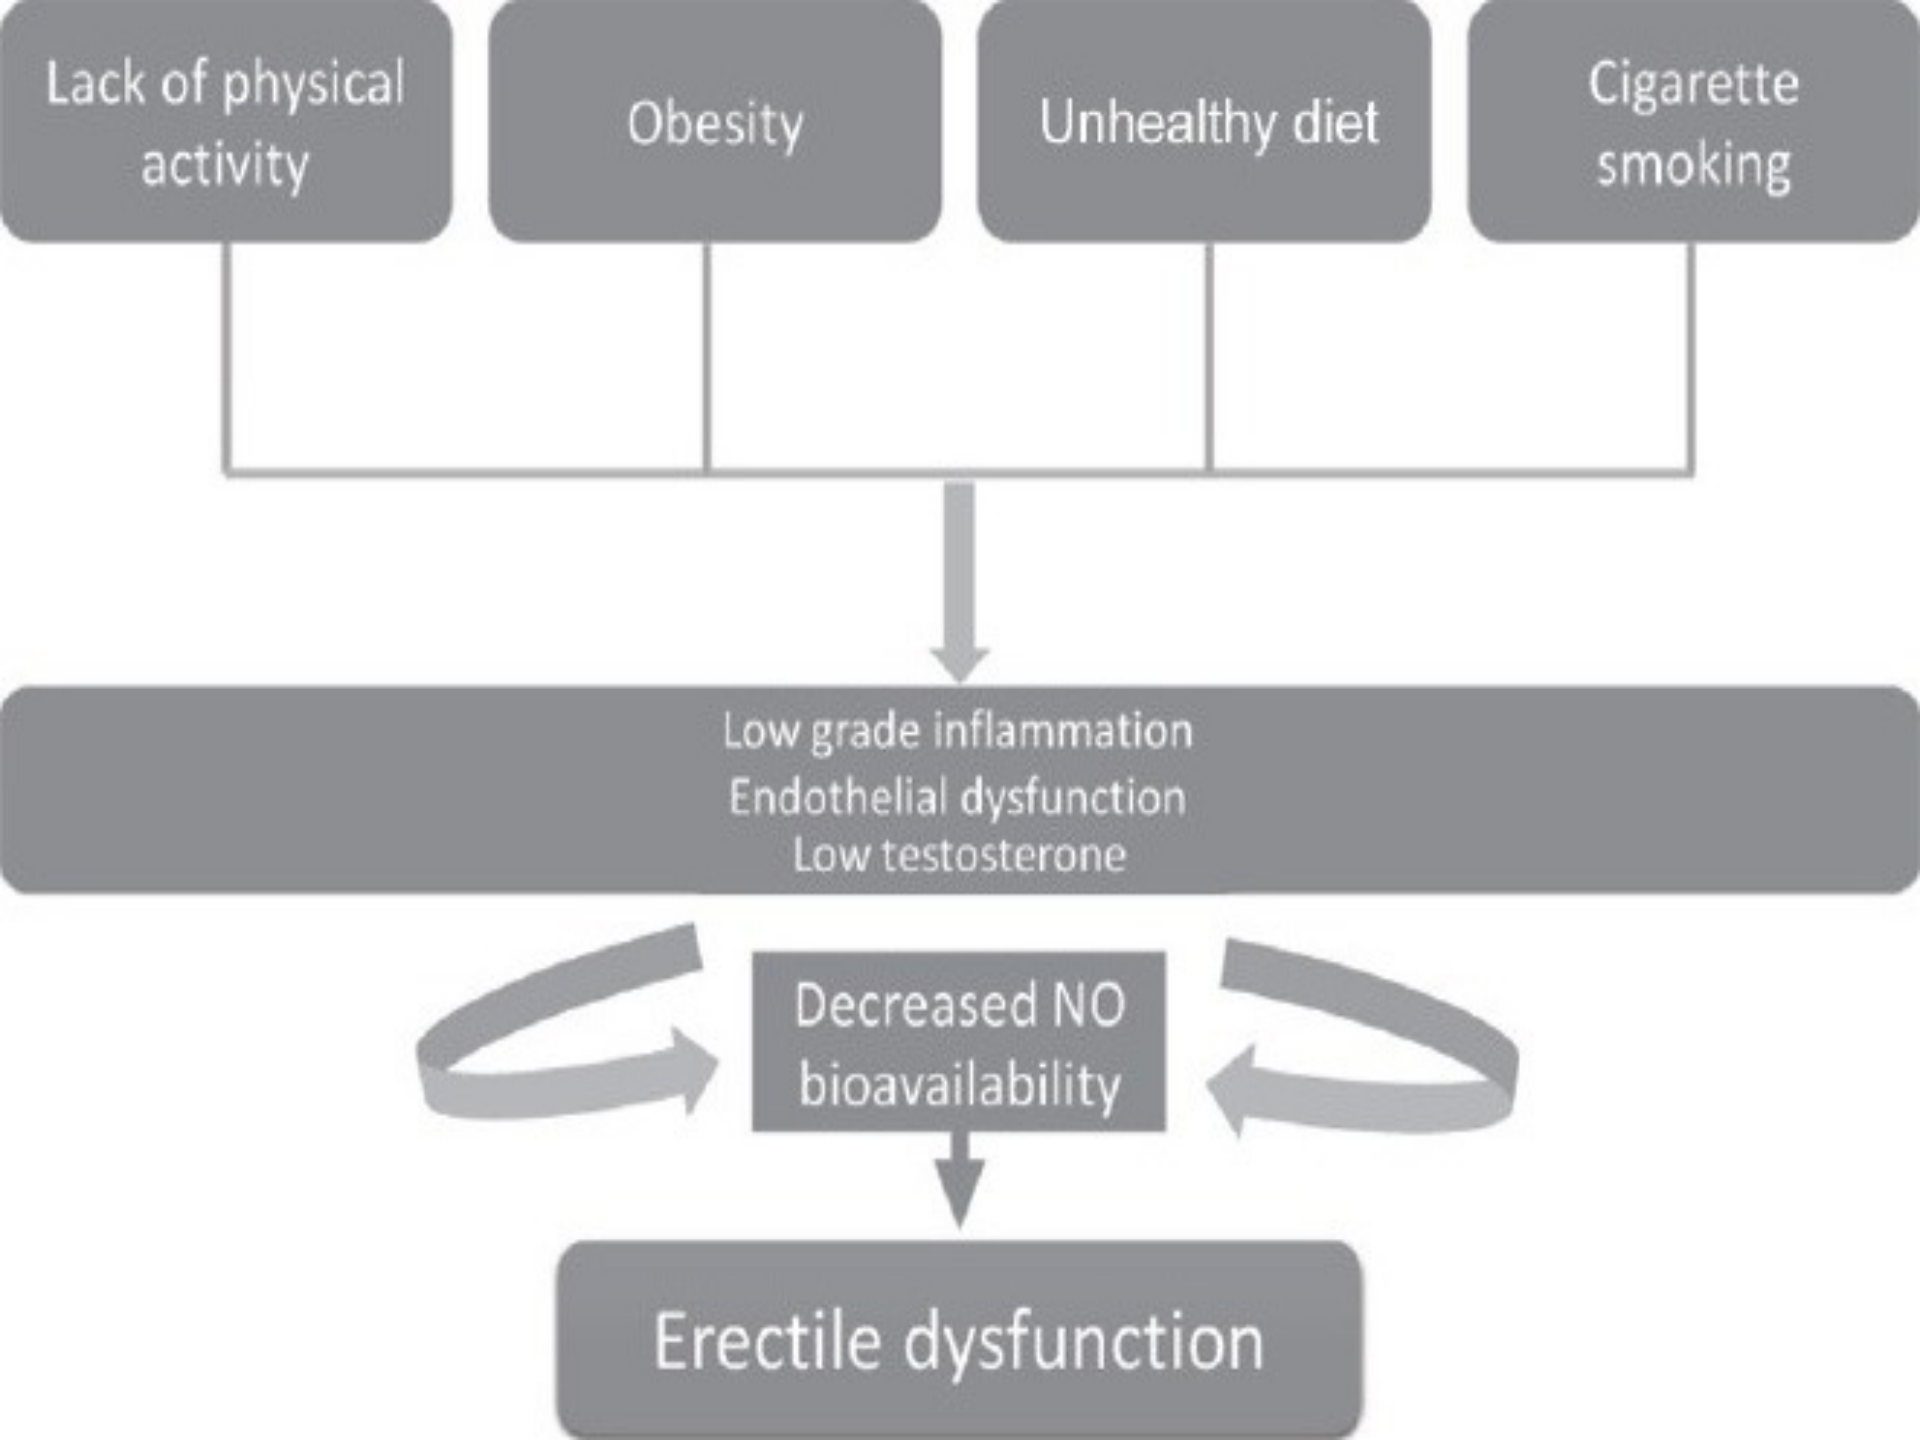 Lack of physical
activity
Obesity
Unhealthy diet
Cigarette
smoking
Low grade inflammation
Endothelial dysfunction
Low testosterone
Decreased NO
bioavailability
Erectile dysfunction